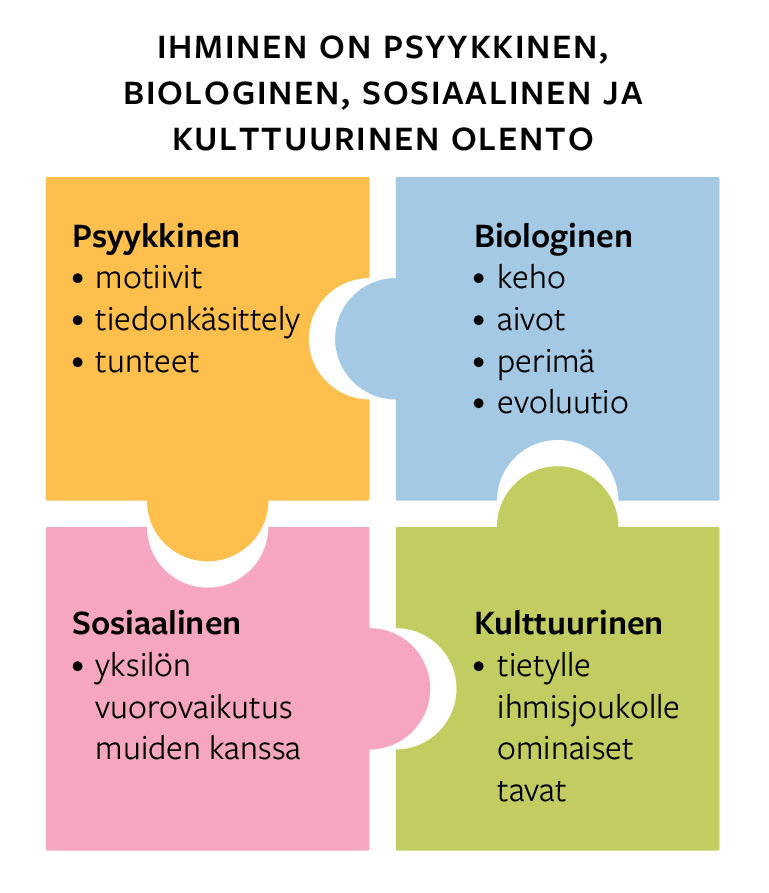 IHMINEN ON PSYYKKINEN,
BIOLOGINEN, SOSIAALINEN JA
KULTTUURINEN OLENTO
Psyykkinen
• motiivit
• tiedonkäsittely
• tunteet
Biologinen
• keho
• aivot
• perimä
• evoluutio
Sosiaalinen
• yksilön
vuorovaikutus
muiden kanssa
Kulttuurinen
• tietylle
ihmisjoukolle
ominaiset
tavat